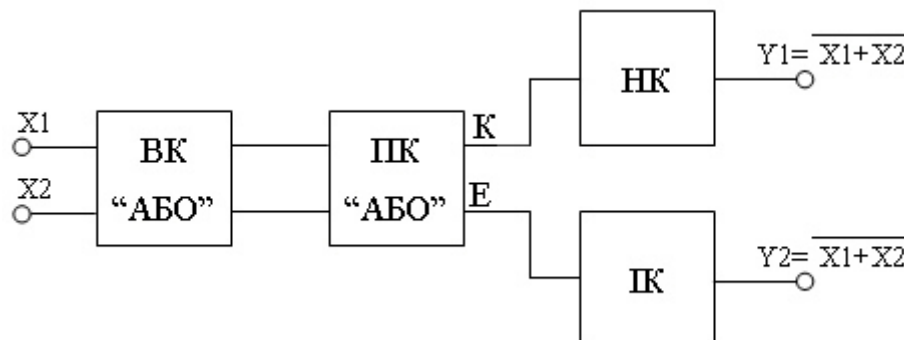 НК
Y1= X1+X2
X1
ВК
“АБО”
ПК
“АБО”
К
X2
Е
ІК
Y2= X1+X2